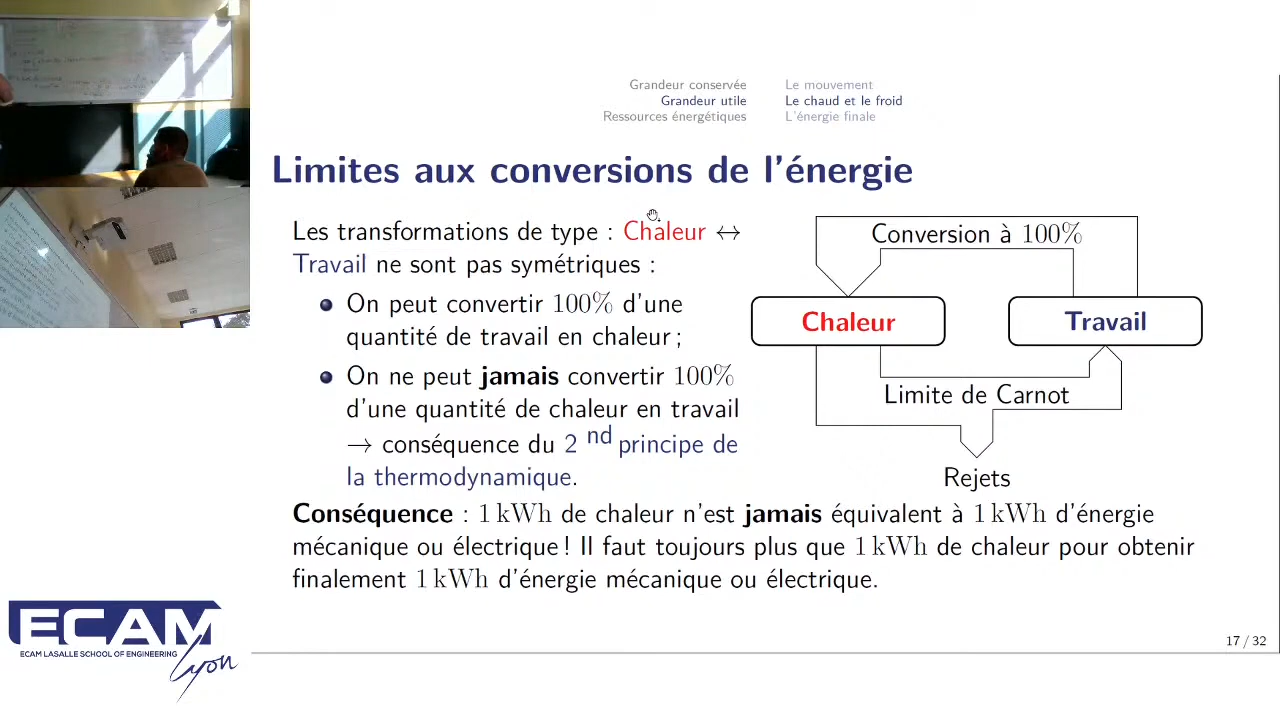 Grandeur conservée
Grandeur utile
Ressources énergétiques
Le mouvement
Le chaud et le froid
L'énergie finale
Limites aux conversions de l'énergie
Les transformations de type : Chaleur ↔
Travail ne sont pas symétriques :
On peut convertir 100% d'une
quantité de travail en chaleur ;
On ne peut jamais convertir 100%
d'une quantité de chaleur en travail
→ conséquence du 2 nd principe de
la thermodynamique.
Conversion à 100%
Chaleur
Travail
Limite de Carnot
Rejets
Conséquence : 1 kWh de chaleur n'est jamais équivalent à 1 kWh d'énergie
mécanique ou électrique ! Il faut toujours plus que 1 kWh de chaleur pour obtenir
finalement 1 kWh d'énergie mécanique ou électrique.
ECAM
ECAM LASALLE SCHOOL OF ENGINEERING
Lyon
17 / 32